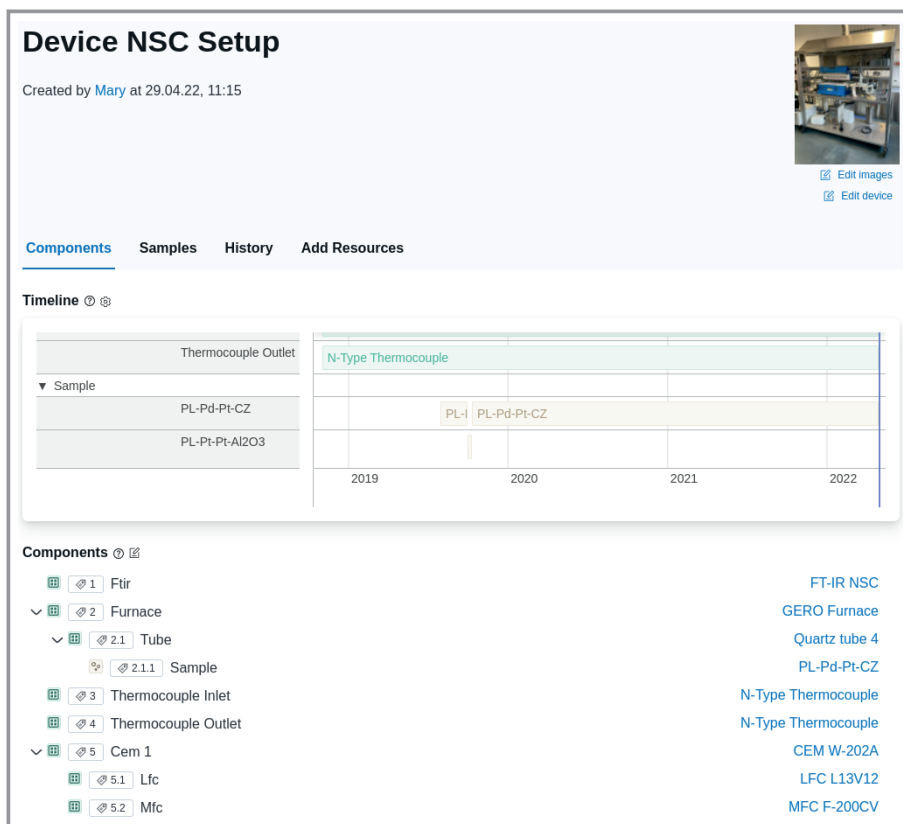 Device NSC Setup
Created by Mary at 29.04.22, 11:15
Edit images
Edit device
Components Samples History Add Resources
Timeline
Thermocouple Outlet N-Type Thermocouple
▼ Sample
PL-Pd-Pt-CZ PL-Pd-Pt-CZ
PL-Pt-Pt-Al2O3
2019 2020 2021 2022
Components
1 Ftir FT-IR NSC
2 Furnace GERO Furnace
2.1 Tube Quartz tube 4
2.1.1 Sample PL-Pd-Pt-CZ
3 Thermocouple Inlet N-Type Thermocouple
4 Thermocouple Outlet N-Type Thermocouple
5 Cem 1 CEM W-202A
5.1 Lfc LFC L13V12
5.2 Mfc MFC F-200CV